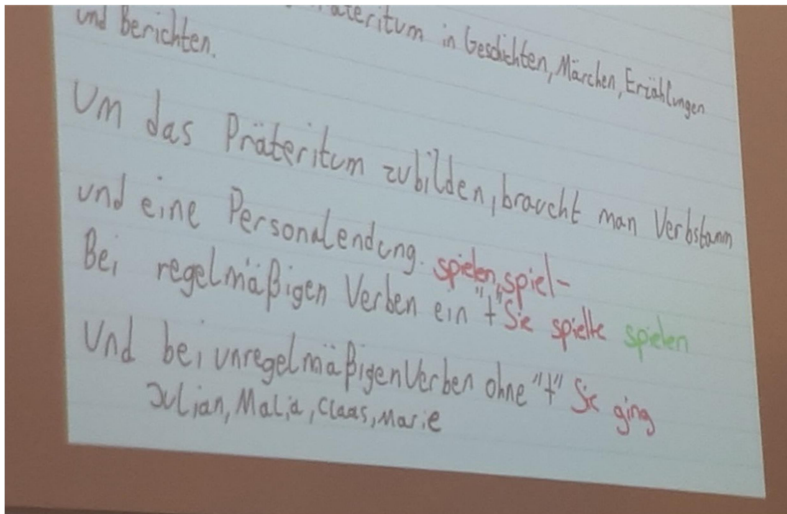 Präteritum in Geschichten, Märchen, Erzählungen
und Berichten.
Um das Präteritum zubilden, braucht man Verbstamm
und eine Personalendung. spielen, spiel-
Bei regelmäßigen Verben ein "t" Sie spielte spielen
Und bei unregelmäßigen Verben ohne "t" Sie ging
Julian, Malia, Claas, Marie